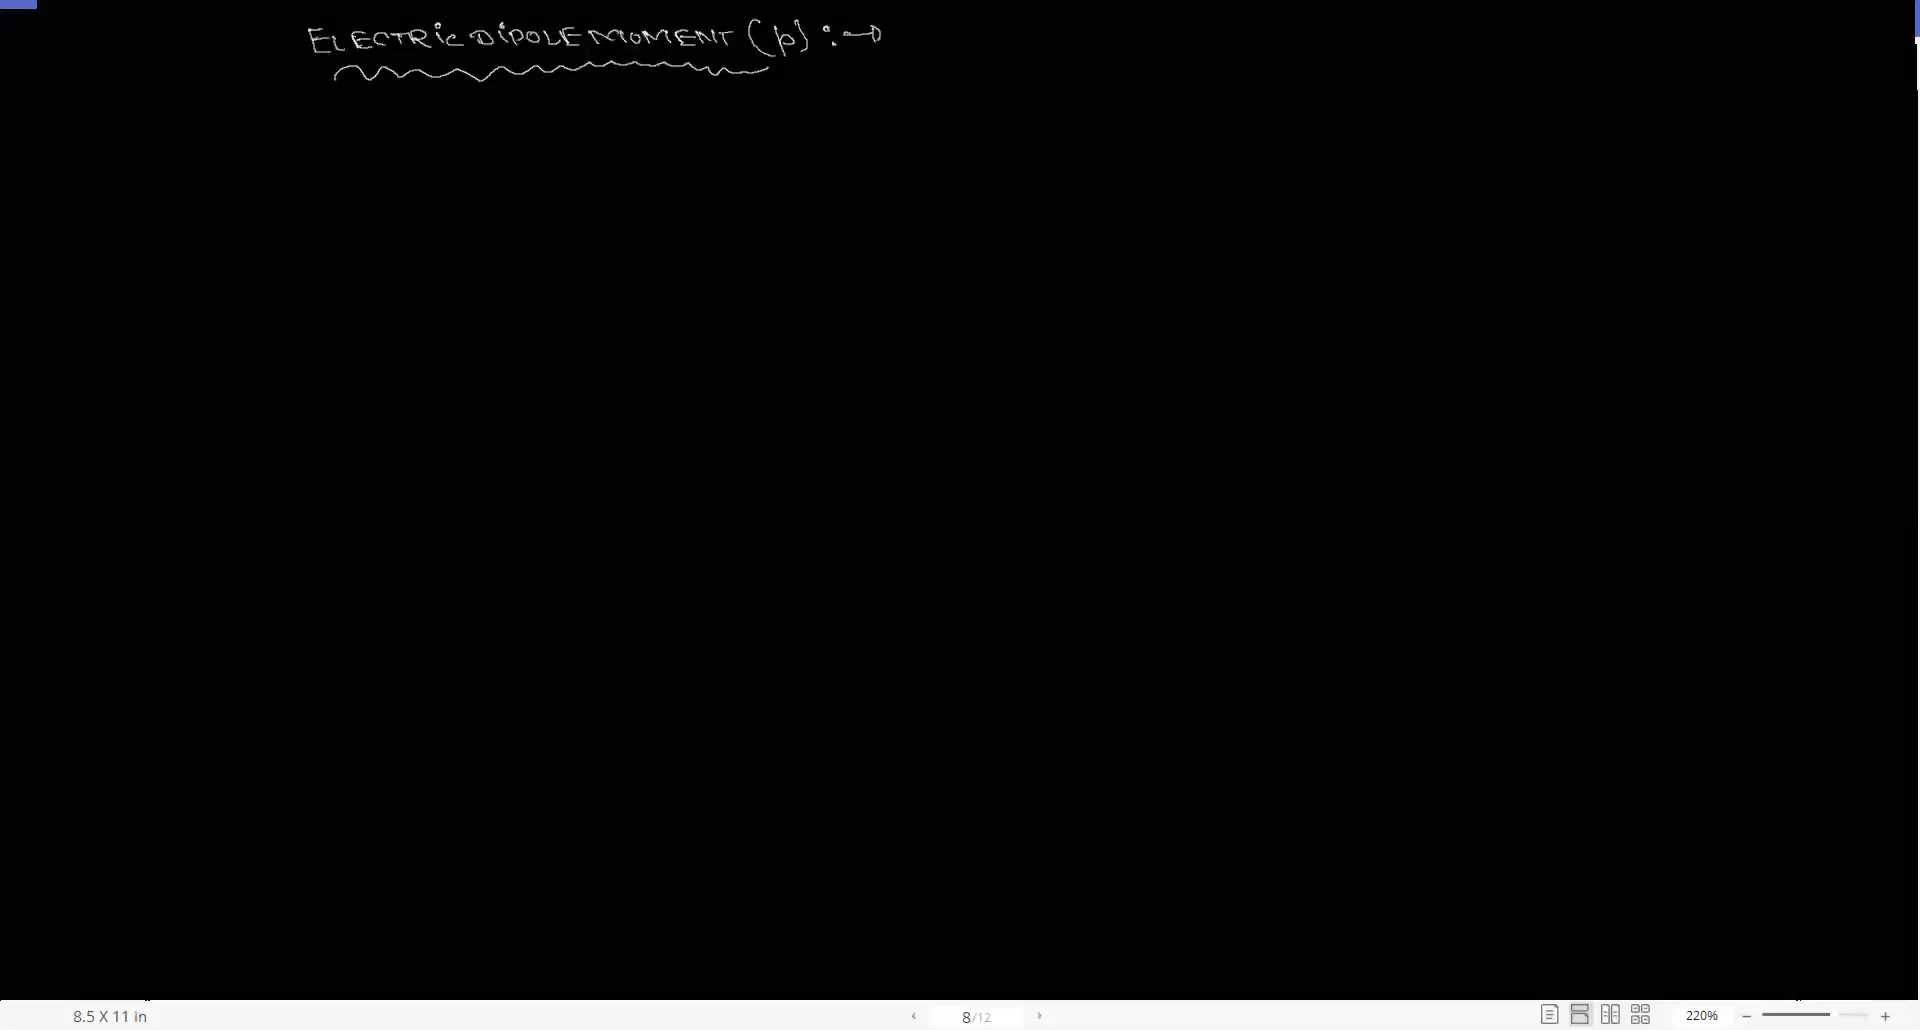 ELECTRiC DiPOLE MOMENT (p) :→
8.5 X 11 in
8/12
220%